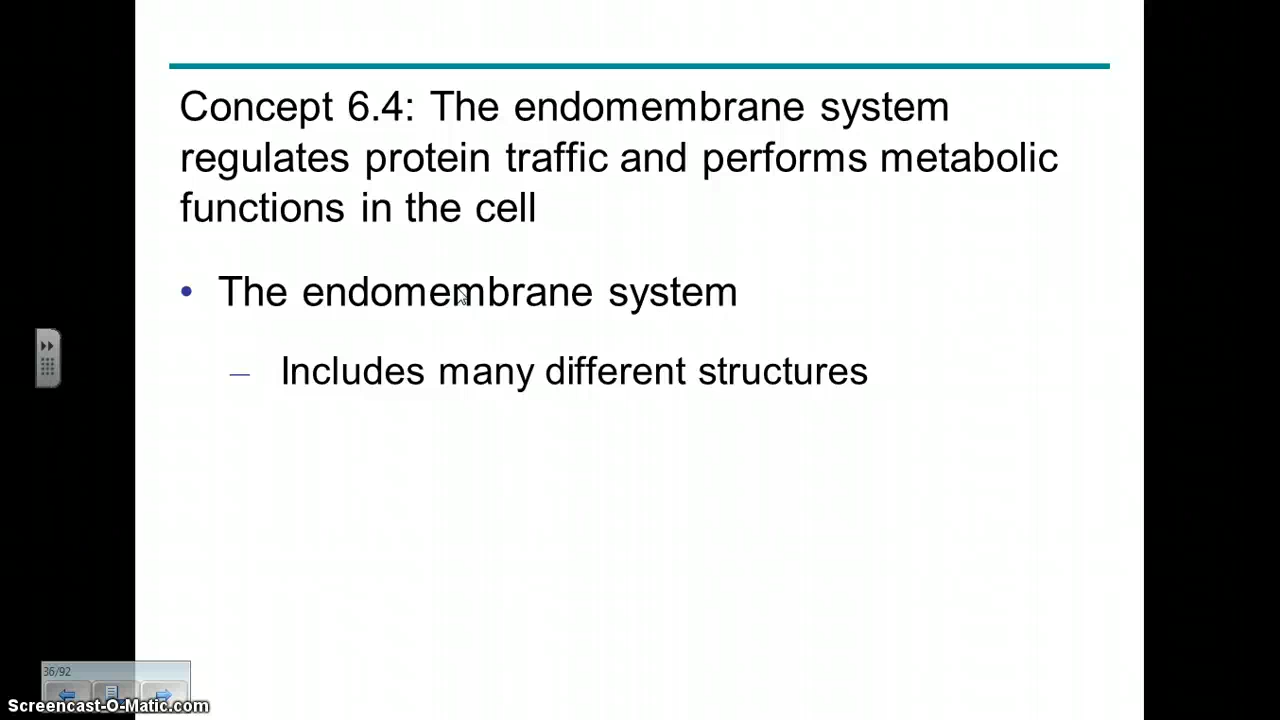 Concept 6.4: The endomembrane system
regulates protein traffic and performs metabolic
functions in the cell
• The endomembrane system
– Includes many different structures
36/92
Screencast-O-Matic.com